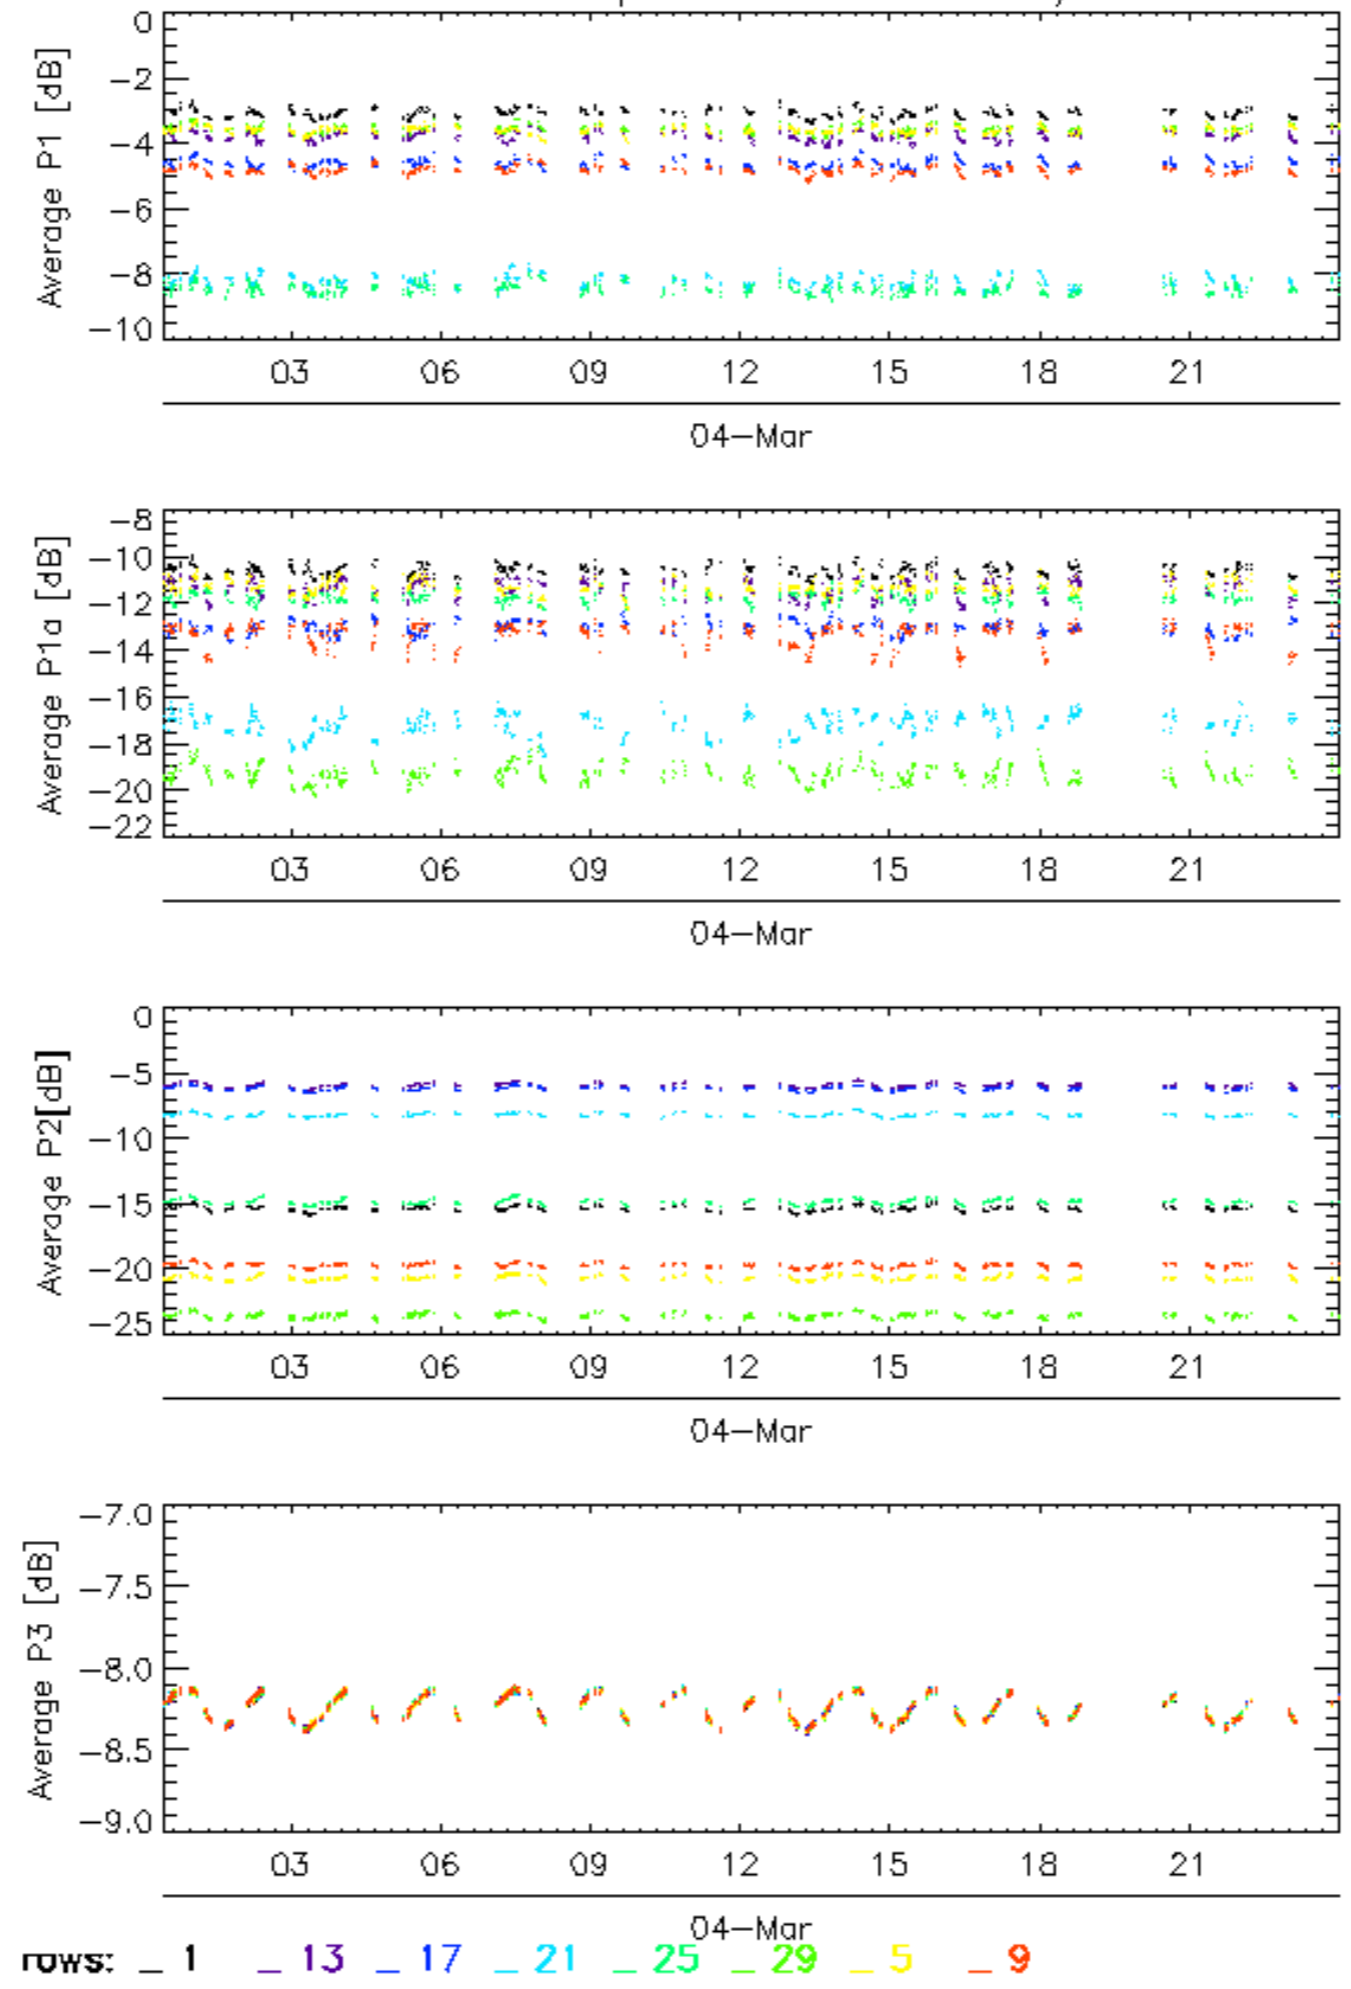 0
−2
−4
−6
−8
−10
Average P1 [dB]
03 06 09 12 15 18 21
04−Mar
−8
−10
−12
−14
−16
−18
−20
−22
Average P1a [dB]
03 06 09 12 15 18 21
04−Mar
0
−5
−10
−15
−20
−25
Average P2[dB]
03 06 09 12 15 18 21
04−Mar
−7.0
−7.5
−8.0
−8.5
−9.0
Average P3 [dB]
03 06 09 12 15 18 21
04−Mar
rows: _ 1 _ 13 _ 17 _ 21 _ 25 _ 29 _ 5 _ 9